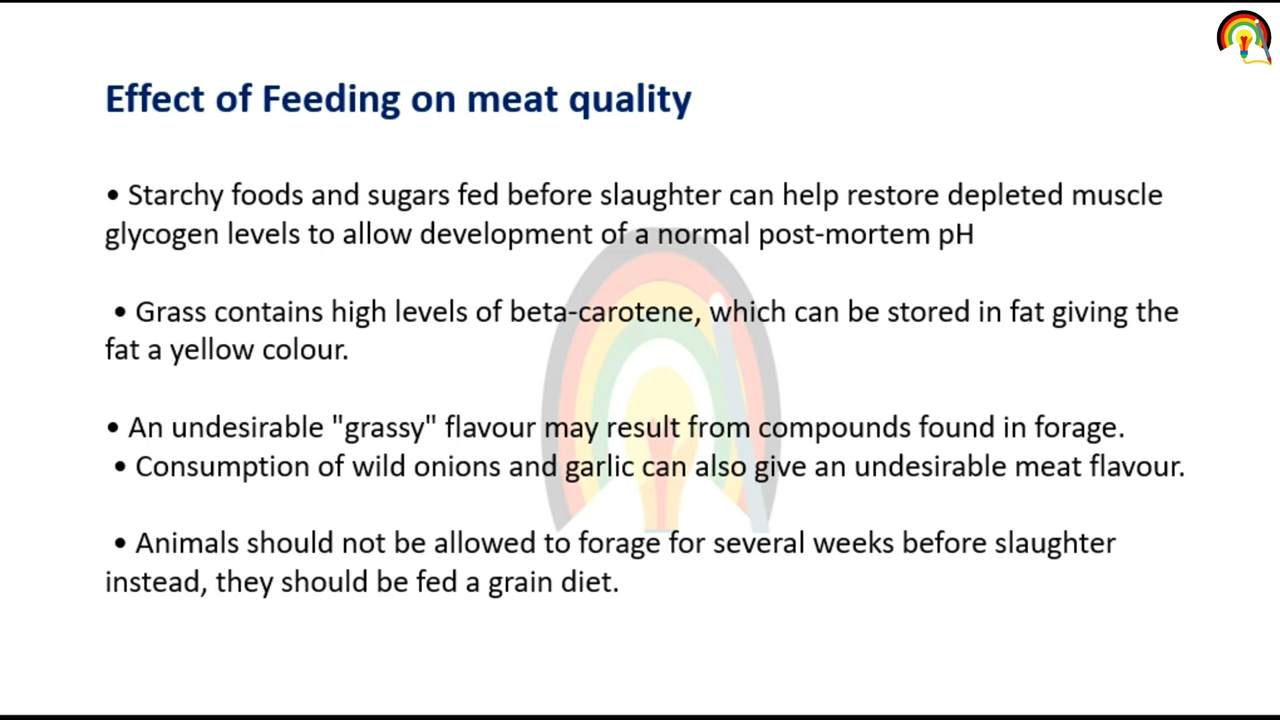 Effect of Feeding on meat quality
• Starchy foods and sugars fed before slaughter can help restore depleted muscle
glycogen levels to allow development of a normal post-mortem pH
• Grass contains high levels of beta-carotene, which can be stored in fat giving the
fat a yellow colour.
• An undesirable "grassy" flavour may result from compounds found in forage.
• Consumption of wild onions and garlic can also give an undesirable meat flavour.
• Animals should not be allowed to forage for several weeks before slaughter
instead, they should be fed a grain diet.